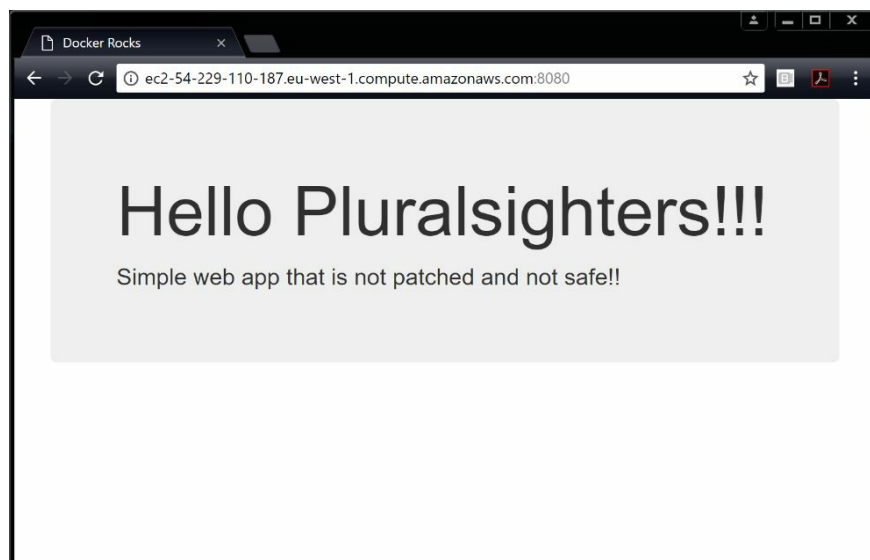 Docker Rocks
ec2-54-229-110-187.eu-west-1.compute.amazonaws.com:8080
Hello Pluralsighters!!!
Simple web app that is not patched and not safe!!